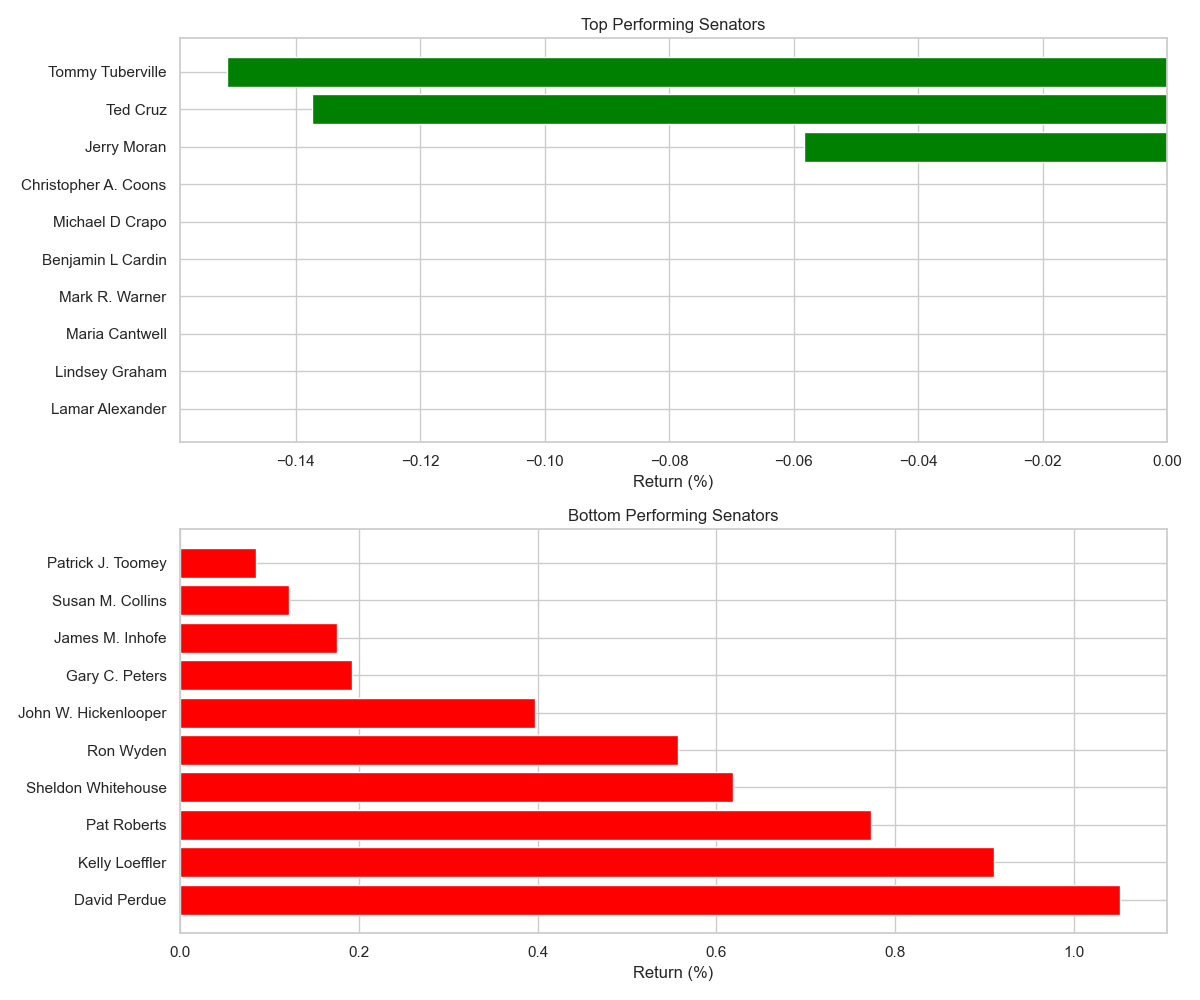 Top Performing Senators
Tommy Tuberville
Ted Cruz
Jerry Moran
Christopher A. Coons
Michael D Crapo
Benjamin L Cardin
Mark R. Warner
Maria Cantwell
Lindsey Graham
Lamar Alexander
−0.14 −0.12 −0.10 −0.08 −0.06 −0.04 −0.02 0.00
Return (%)
Bottom Performing Senators
Patrick J. Toomey
Susan M. Collins
James M. Inhofe
Gary C. Peters
John W. Hickenlooper
Ron Wyden
Sheldon Whitehouse
Pat Roberts
Kelly Loeffler
David Perdue
0.0 0.2 0.4 0.6 0.8 1.0
Return (%)